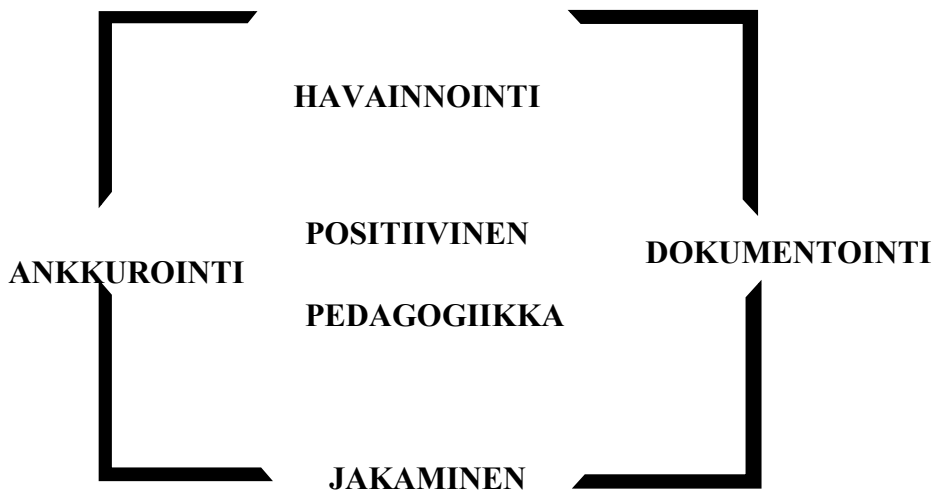 HAVAINNOINTI
POSITIIVINEN
DOKUMENTOINTI
ANKKUROINTI
PEDAGOGIIKKA
JAKAMINEN